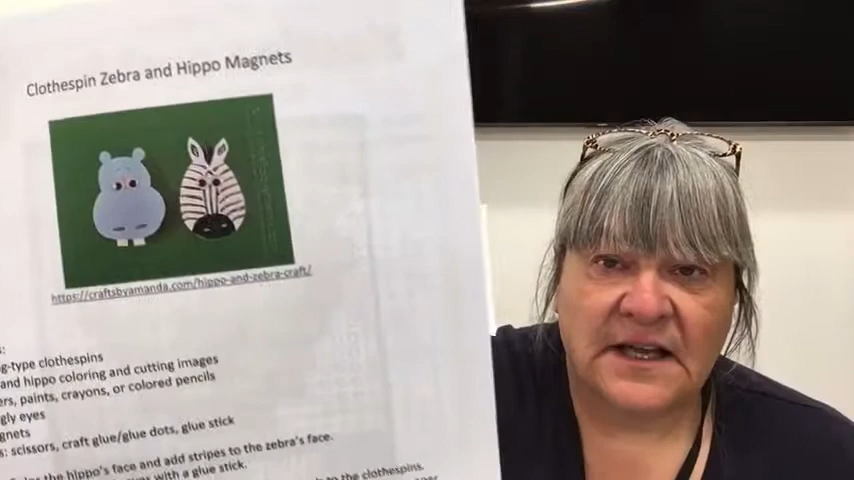 Clothespin Zebra and Hippo Magnets
https://craftsbyamanda.com/hippo-and-zebra-craft/
s:
g-type clothespins
and hippo coloring and cutting images
ers, paints, crayons, or colored pencils
gly eyes
gnets
s: scissors, craft glue/glue dots, glue stick
the hippo's face and add stripes to the zebra's face.
with a glue stick.
to the clothespins.